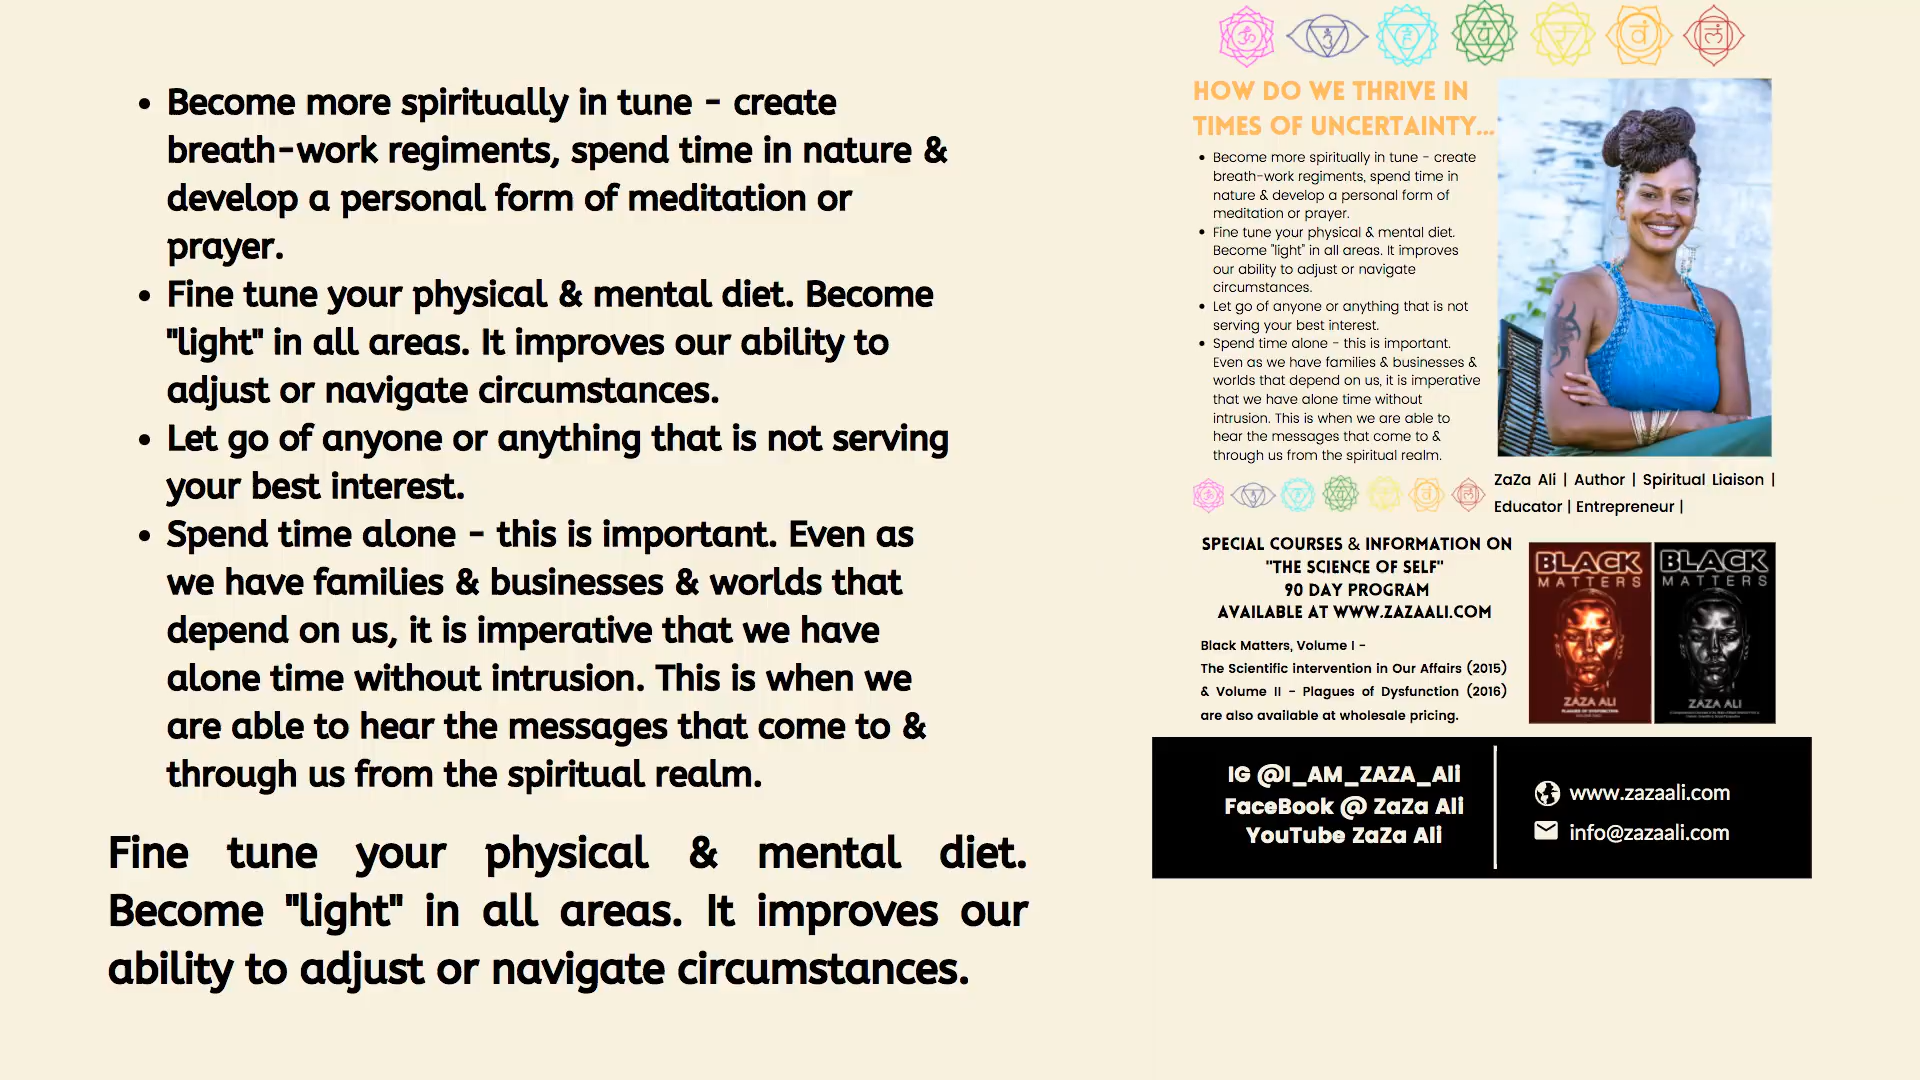 • Become more spiritually in tune - create
breath-work regiments, spend time in nature &
develop a personal form of meditation or
prayer.
• Fine tune your physical & mental diet. Become
"light" in all areas. It improves our ability to
adjust or navigate circumstances.
• Let go of anyone or anything that is not serving
your best interest.
• Spend time alone - this is important. Even as
we have families & businesses & worlds that
depend on us, it is imperative that we have
alone time without intrusion. This is when we
are able to hear the messages that come to &
through us from the spiritual realm.
Fine tune your physical & mental diet.
Become "light" in all areas. It improves our
ability to adjust or navigate circumstances.
HOW DO WE THRIVE IN
TIMES OF UNCERTAINTY...
• Become more spiritually in tune - create
breath-work regiments, spend time in
nature & develop a personal form of
meditation or prayer.
• Fine tune your physical & mental diet.
Become "light" in all areas. It improves
our ability to adjust or navigate
circumstances.
• Let go of anyone or anything that is not
serving your best interest.
• Spend time alone - this is important.
Even as we have families & businesses &
worlds that depend on us, it is imperative
that we have alone time without
intrusion. This is when we are able to
hear the messages that come to &
through us from the spiritual realm.
ZaZa Ali | Author | Spiritual Liaison |
Educator | Entrepreneur |
SPECIAL COURSES & INFORMATION ON
"THE SCIENCE OF SELF"
90 DAY PROGRAM
AVAILABLE AT WWW.ZAZAALI.COM
Black Matters, Volume I -
The Scientific intervention in Our Affairs (2015)
& Volume II - Plagues of Dysfunction (2016)
are also available at wholesale pricing.
BLACK
MATTERS
ZAZA ALI
PLAGUES OF DYSFUNCTION
BLACK
MATTERS
ZAZA ALI
IG @I_AM_ZAZA_Ali
FaceBook @ ZaZa Ali
YouTube ZaZa Ali
www.zazaali.com
info@zazaali.com